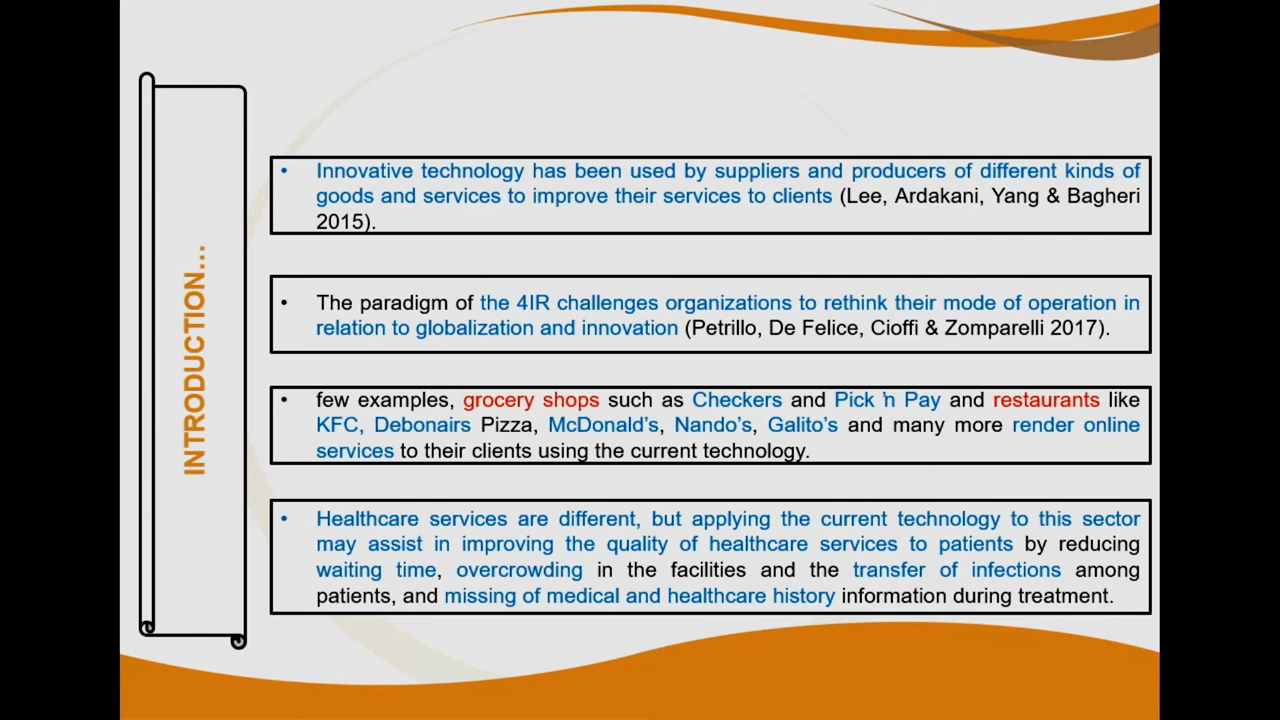 INTRODUCTION…
• Innovative technology has been used by suppliers and producers of different kinds of
goods and services to improve their services to clients (Lee, Ardakani, Yang & Bagheri
2015).
• The paradigm of the 4IR challenges organizations to rethink their mode of operation in
relation to globalization and innovation (Petrillo, De Felice, Cioffi & Zomparelli 2017).
• few examples, grocery shops such as Checkers and Pick ’n Pay and restaurants like
KFC, Debonairs Pizza, McDonald’s, Nando’s, Galito’s and many more render online
services to their clients using the current technology.
• Healthcare services are different, but applying the current technology to this sector
may assist in improving the quality of healthcare services to patients by reducing
waiting time, overcrowding in the facilities and the transfer of infections among
patients, and missing of medical and healthcare history information during treatment.